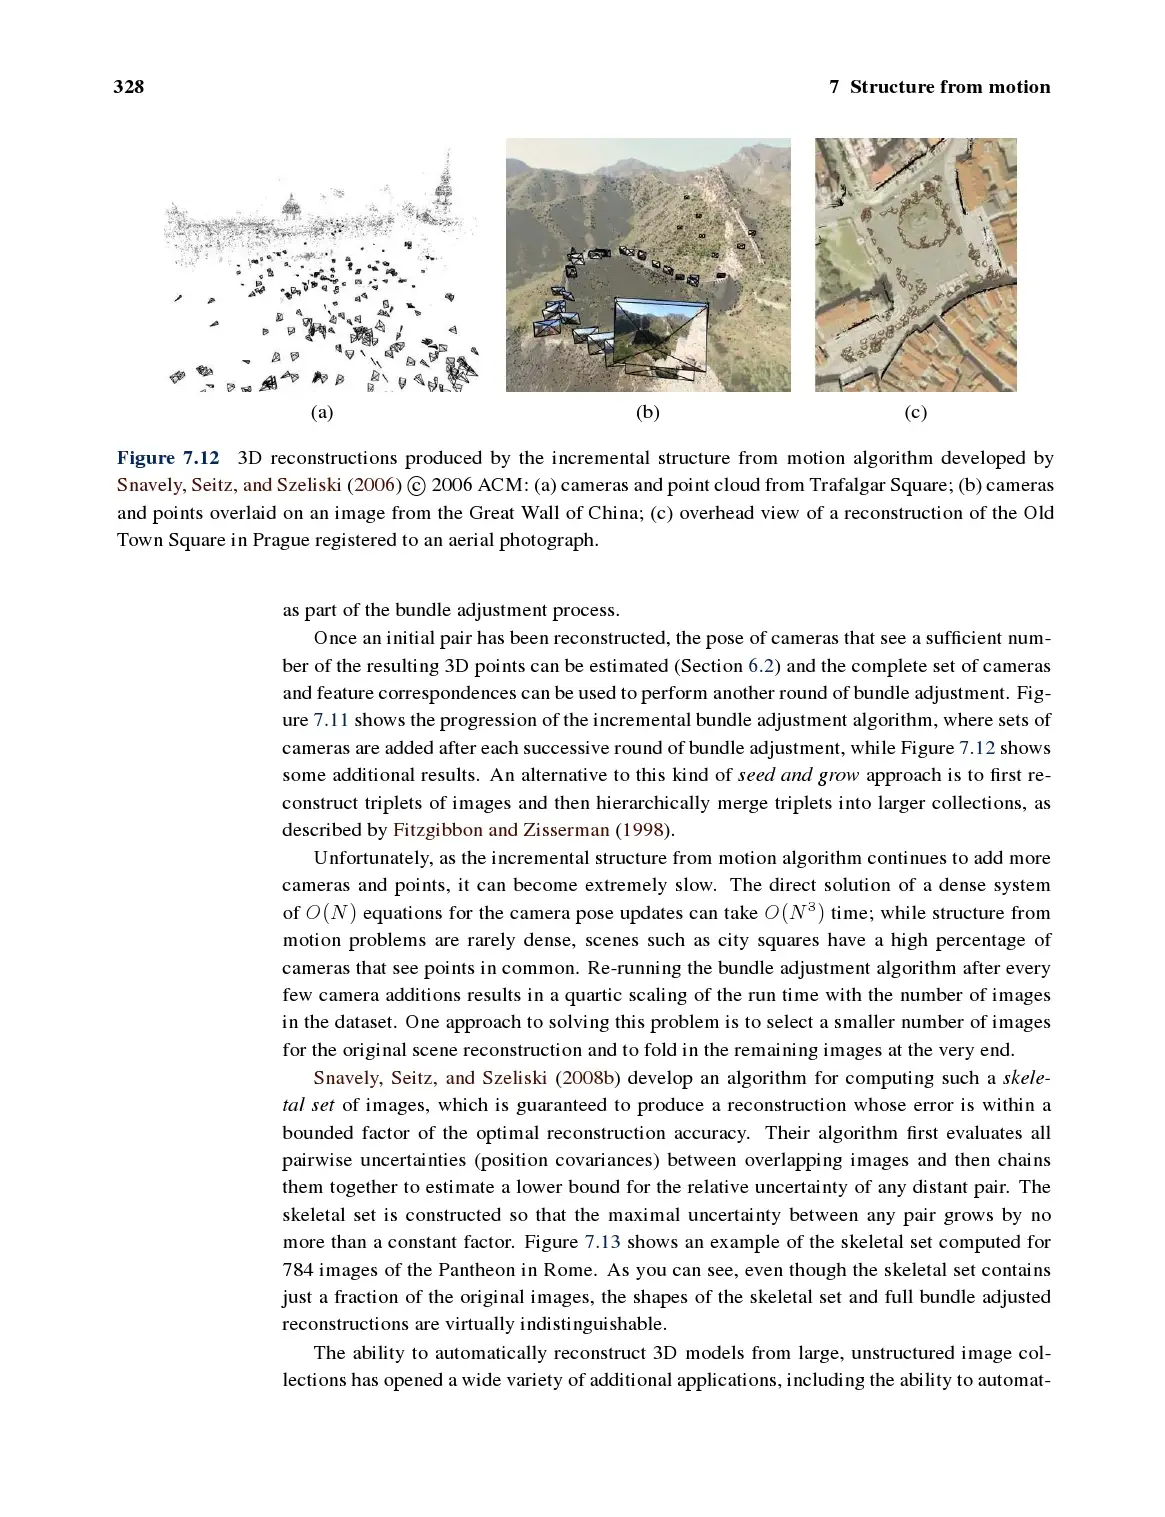 328
7 Structure from motion
(a)
(b)
(c)
Figure 7.12 3D reconstructions produced by the incremental structure from motion algorithm developed by
Snavely, Seitz, and Szeliski (2006) © 2006 ACM: (a) cameras and point cloud from Trafalgar Square; (b) cameras
and points overlaid on an image from the Great Wall of China; (c) overhead view of a reconstruction of the Old
Town Square in Prague registered to an aerial photograph.
as part of the bundle adjustment process.
Once an initial pair has been reconstructed, the pose of cameras that see a sufficient num-
ber of the resulting 3D points can be estimated (Section 6.2) and the complete set of cameras
and feature correspondences can be used to perform another round of bundle adjustment. Fig-
ure 7.11 shows the progression of the incremental bundle adjustment algorithm, where sets of
cameras are added after each successive round of bundle adjustment, while Figure 7.12 shows
some additional results. An alternative to this kind of seed and grow approach is to first re-
construct triplets of images and then hierarchically merge triplets into larger collections, as
described by Fitzgibbon and Zisserman (1998).
Unfortunately, as the incremental structure from motion algorithm continues to add more
cameras and points, it can become extremely slow. The direct solution of a dense system
of O(N) equations for the camera pose updates can take O(N³) time; while structure from
motion problems are rarely dense, scenes such as city squares have a high percentage of
cameras that see points in common. Re-running the bundle adjustment algorithm after every
few camera additions results in a quartic scaling of the run time with the number of images
in the dataset. One approach to solving this problem is to select a smaller number of images
for the original scene reconstruction and to fold in the remaining images at the very end.
Snavely, Seitz, and Szeliski (2008b) develop an algorithm for computing such a skele-
tal set of images, which is guaranteed to produce a reconstruction whose error is within a
bounded factor of the optimal reconstruction accuracy. Their algorithm first evaluates all
pairwise uncertainties (position covariances) between overlapping images and then chains
them together to estimate a lower bound for the relative uncertainty of any distant pair. The
skeletal set is constructed so that the maximal uncertainty between any pair grows by no
more than a constant factor. Figure 7.13 shows an example of the skeletal set computed for
784 images of the Pantheon in Rome. As you can see, even though the skeletal set contains
just a fraction of the original images, the shapes of the skeletal set and full bundle adjusted
reconstructions are virtually indistinguishable.
The ability to automatically reconstruct 3D models from large, unstructured image col-
lections has opened a wide variety of additional applications, including the ability to automat-